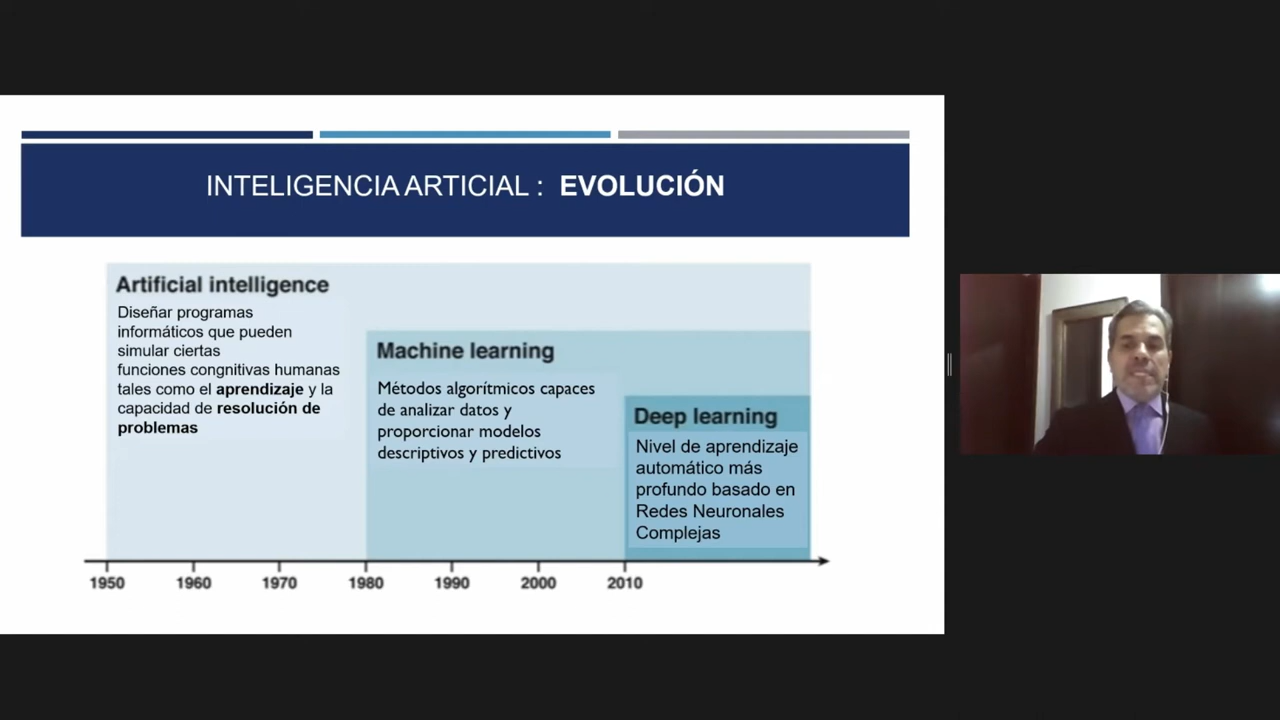 INTELIGENCIA ARTICIAL : EVOLUCIÓN
Artificial intelligence
Diseñar programas
informáticos que pueden
simular ciertas
funciones congnitivas humanas
tales como el aprendizaje y la
capacidad de resolución de
problemas
Machine learning
Métodos algorítmicos capaces
de analizar datos y
proporcionar modelos
descriptivos y predictivos
Deep learning
Nivel de aprendizaje
automático más
profundo basado en
Redes Neuronales
Complejas
1950 1960 1970 1980 1990 2000 2010